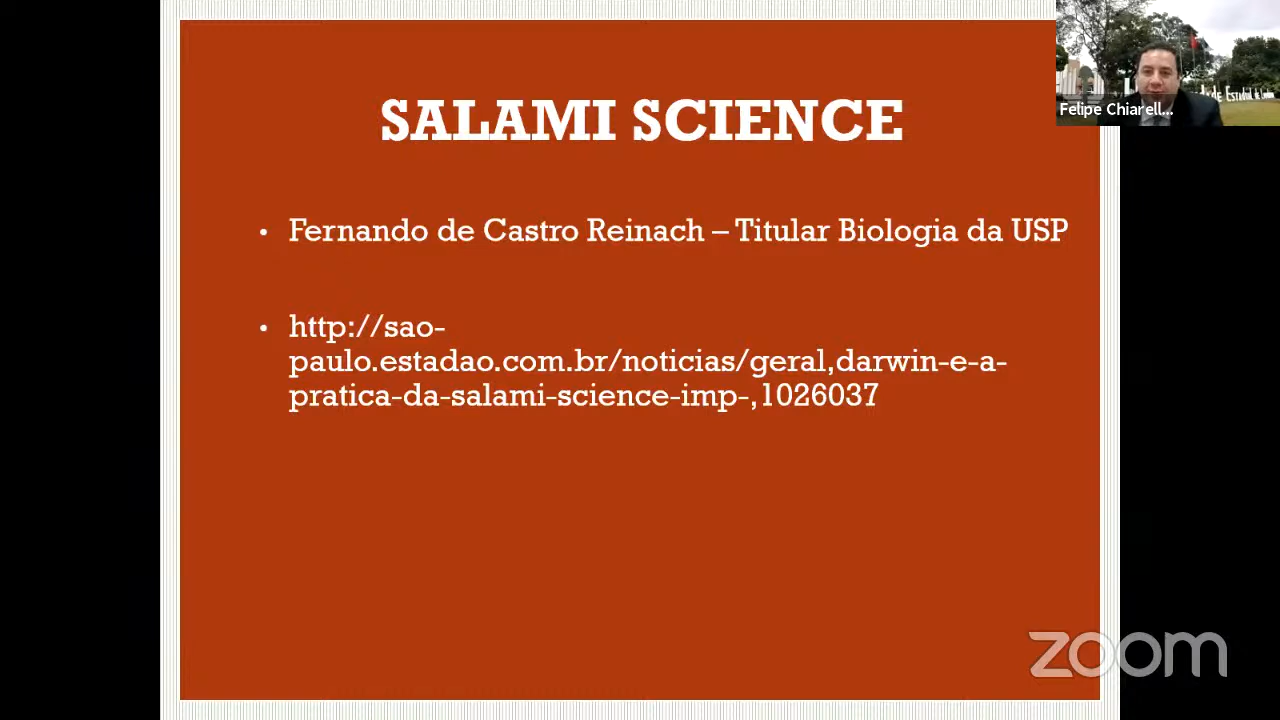 SALAMI SCIENCE
Felipe Chiarell...
• Fernando de Castro Reinach – Titular Biologia da USP
• http://sao-
paulo.estadao.com.br/noticias/geral,darwin-e-a-
pratica-da-salami-science-imp-,1026037
zoom